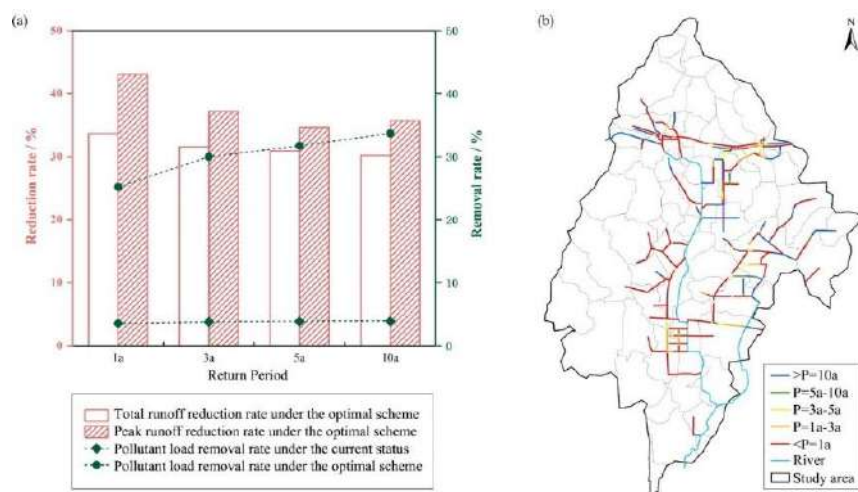 (a)
50
40
30
20
10
0
Reduction rate / %
50
40
30
20
10
0
Removal rate / %
1a 3a 5a 10a
Return Period
Total runoff reduction rate under the optimal scheme
Peak runoff reduction rate under the optimal scheme
Pollutant load removal rate under the current status
Pollutant load removal rate under the optimal scheme
(b)
N
>P=10a
P=5a-10a
P=3a-5a
P=1a-3a
<P=1a
River
Study area